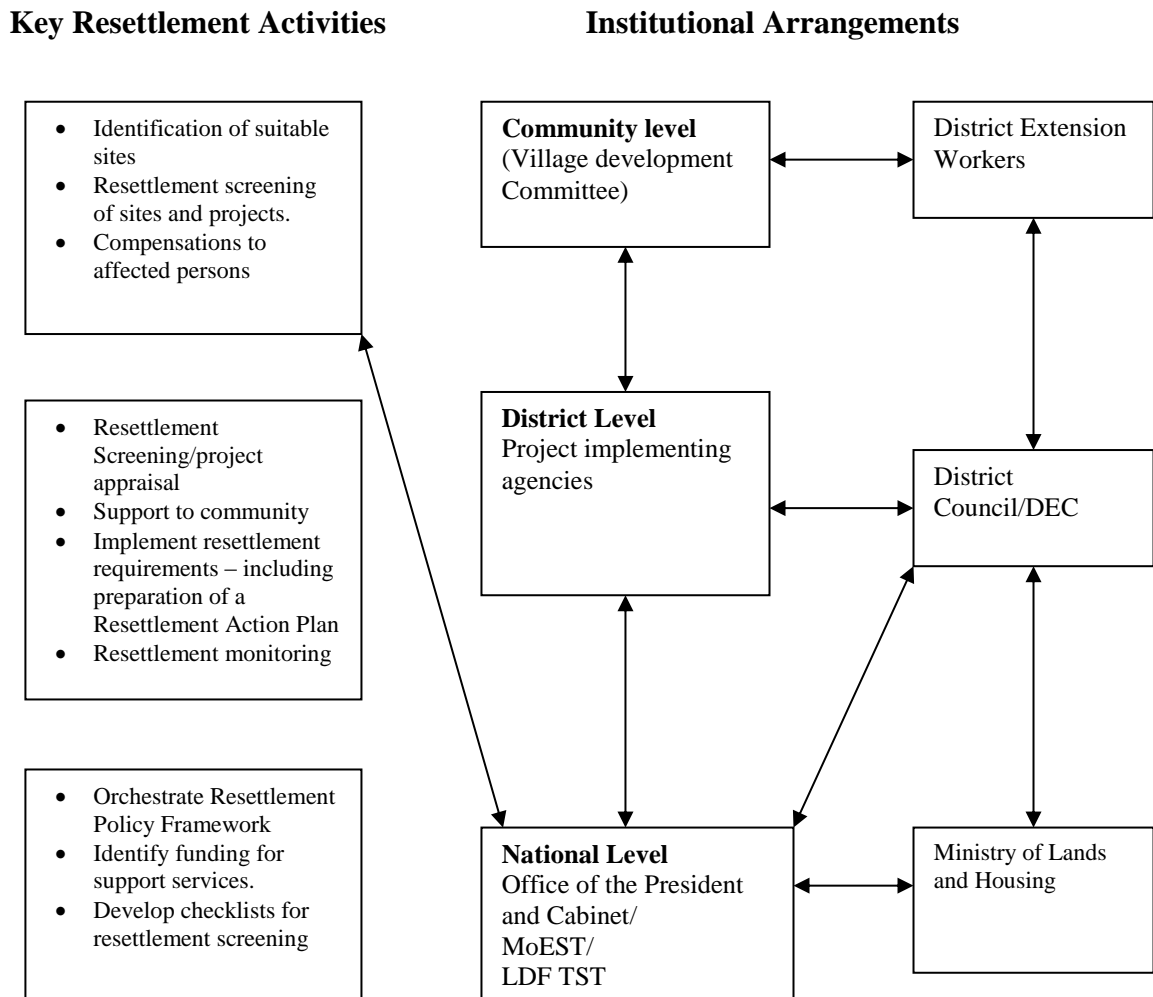 Key Resettlement Activities
Institutional Arrangements
• Identification of suitable
sites
• Resettlement screening
of sites and projects.
• Compensations to
affected persons
Community level
(Village development
Committee)
District Extension
Workers
• Resettlement
Screening/project
appraisal
• Support to community
• Implement resettlement
requirements – including
preparation of a
Resettlement Action Plan
• Resettlement monitoring
District Level
Project implementing
agencies
District
Council/DEC
• Orchestrate Resettlement
Policy Framework
• Identify funding for
support services.
• Develop checklists for
resettlement screening
National Level
Office of the President
and Cabinet/
MoEST/
LDF TST
Ministry of Lands
and Housing